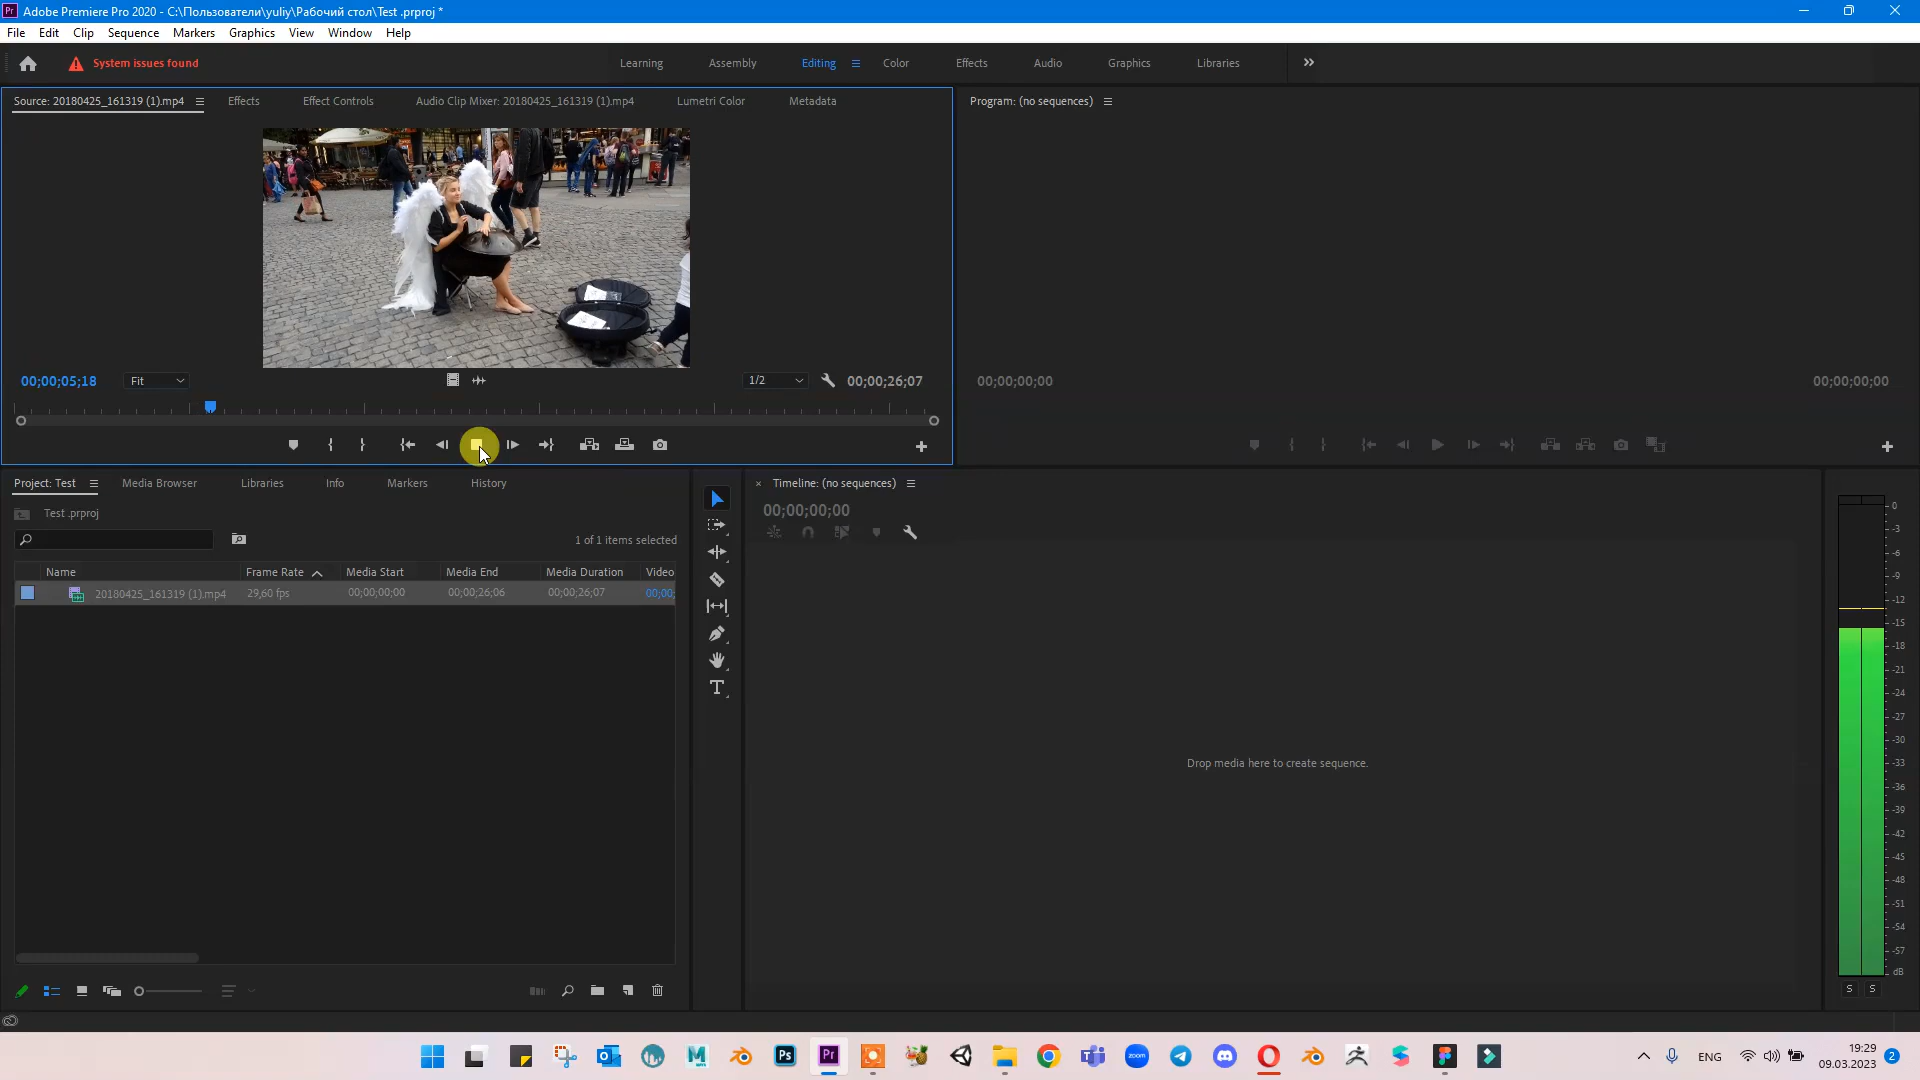 Adobe Premiere Pro 2020 - C:\Пользователи\yuliy\Рабочий стол\Test .prproj *
File Edit Clip Sequence Markers Graphics View Window Help
System issues found
Learning Assembly Editing Color Effects Audio Graphics Libraries
Source: 20180425_161319 (1).mp4 Effects Effect Controls Audio Clip Mixer: 20180425_161319 (1).mp4 Lumetri Color Metadata
Program: (no sequences)
00;00;05;18 Fit 1/2 00;00;26;07
00;00;00;00 00;00;00;00
Project: Test Media Browser Libraries Info Markers History
Test .prproj
1 of 1 items selected
Name Frame Rate Media Start Media End Media Duration Video
20180425_161319 (1).mp4 29,60 fps 00;00;00;00 00;00;26;06 00;00;26;07 00;00;
Timeline: (no sequences)
00;00;00;00
Drop media here to create sequence.
0
-3
-6
-9
-12
-15
-18
-21
-24
-27
-30
-33
-36
-39
-42
-45
-48
-51
-54
-57
dB
S S
Ps Pr zoom
ENG
19:29
09.03.2023
2